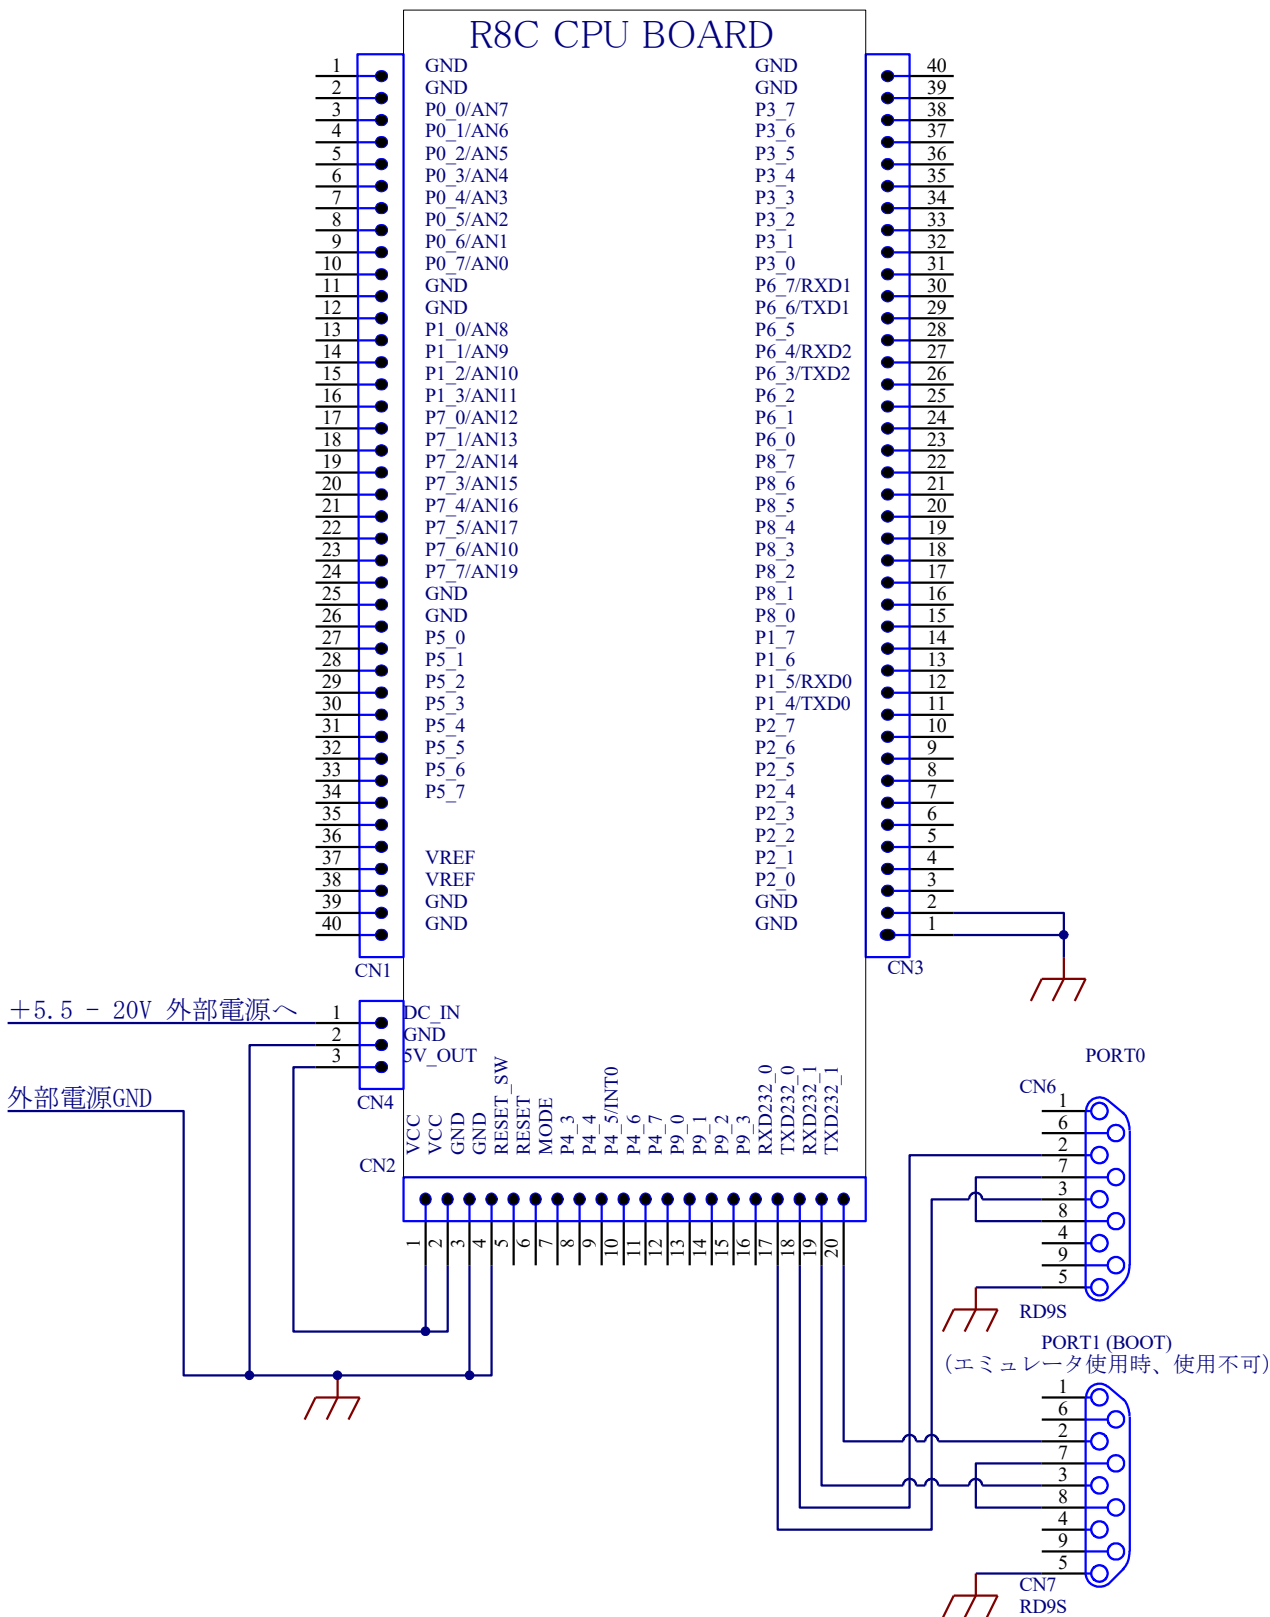 R8C CPU BOARD
1 GND GND 40
2 GND GND 39
3 P0_0/AN7 P3_7 38
4 P0_1/AN6 P3_6 37
5 P0_2/AN5 P3_5 36
6 P0_3/AN4 P3_4 35
7 P0_4/AN3 P3_3 34
8 P0_5/AN2 P3_2 33
9 P0_6/AN1 P3_1 32
10 P0_7/AN0 P3_0 31
11 GND P6_7/RXD1 30
12 GND P6_6/TXD1 29
13 P1_0/AN8 P6_5 28
14 P1_1/AN9 P6_4/RXD2 27
15 P1_2/AN10 P6_3/TXD2 26
16 P1_3/AN11 P6_2 25
17 P7_0/AN12 P6_1 24
18 P7_1/AN13 P6_0 23
19 P7_2/AN14 P8_7 22
20 P7_3/AN15 P8_6 21
21 P7_4/AN16 P8_5 20
22 P7_5/AN17 P8_4 19
23 P7_6/AN10 P8_3 18
24 P7_7/AN19 P8_2 17
25 GND P8_1 16
26 GND P8_0 15
27 P5_0 P1_7 14
28 P5_1 P1_6 13
29 P5_2 P1_5/RXD0 12
30 P5_3 P1_4/TXD0 11
31 P5_4 P2_7 10
32 P5_5 P2_6 9
33 P5_6 P2_5 8
34 P5_7 P2_4 7
35 P2_3 6
36 P2_2 5
37 VREF P2_1 4
38 VREF P2_0 3
39 GND GND 2
40 GND GND 1
CN1 CN3
+5.5 - 20V 外部電源へ 1 DC_IN
2 GND
3 5V_OUT
外部電源GND
CN4
CN2
VCC
VCC
GND
GND
RESET_SW
RESET
MODE
P4_3
P4_4
P4_5/INT0
P4_6
P4_7
P9_0
P9_1
P9_2
P9_3
RXD232_0
TXD232_0
RXD232_1
TXD232_1
1
2
3
4
5
6
7
8
9
10
11
12
13
14
15
16
17
18
19
20
PORT0
CN6
1
6
2
7
3
8
4
9
5
RD9S
PORT1 (BOOT)
(エミュレータ使用時、使用不可)
1
6
2
7
3
8
4
9
5
CN7
RD9S